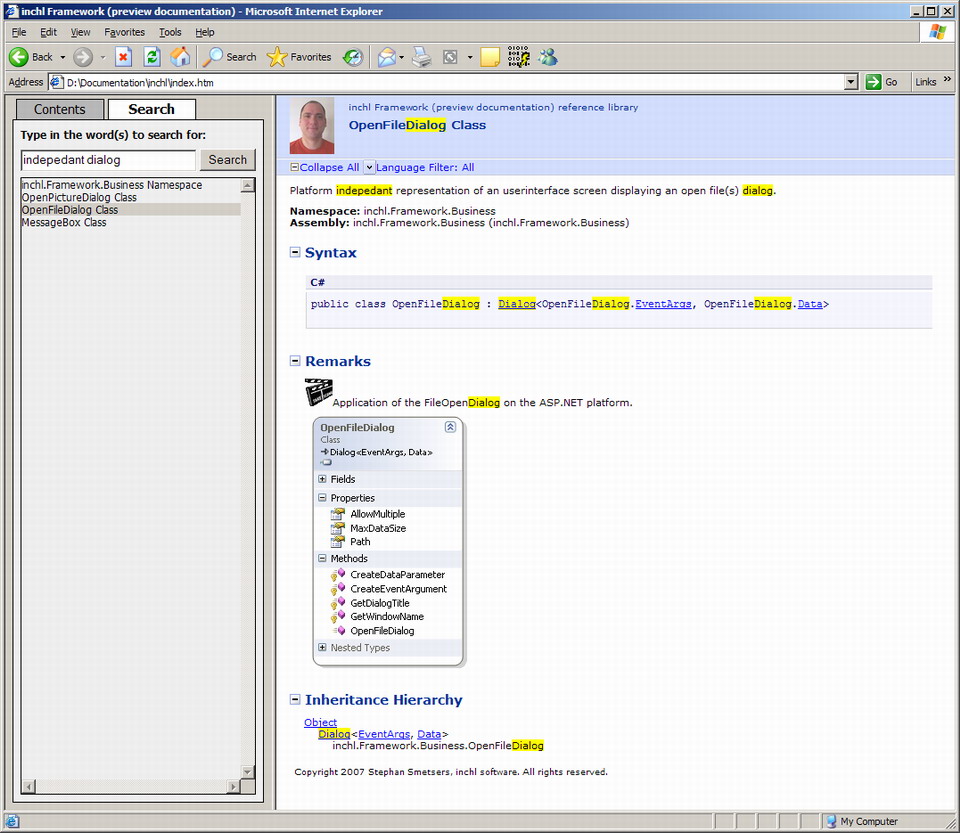 inchl Framework (preview documentation) - Microsoft Internet Explorer
File Edit View Favorites Tools Help
Back Search Favorites
Address D:\Documentation\inchl\index.htm Go Links »
Contents Search
Type in the word(s) to search for:
indepedant dialog Search
inchl.Framework.Business Namespace
OpenPictureDialog Class
OpenFileDialog Class
MessageBox Class
inchl Framework (preview documentation) reference library
OpenFileDialog Class
Collapse All Language Filter: All
Platform indepedant representation of an userinterface screen displaying an open file(s) dialog.
Namespace: inchl.Framework.Business
Assembly: inchl.Framework.Business (inchl.Framework.Business)
Syntax
C#
public class OpenFileDialog : Dialog<OpenFileDialog.EventArgs, OpenFileDialog.Data>
Remarks
Application of the FileOpenDialog on the ASP.NET platform.
OpenFileDialog
Class
Dialog<EventArgs, Data>
Fields
Properties
AllowMultiple
MaxDataSize
Path
Methods
CreateDataParameter
CreateEventArgument
GetDialogTitle
GetWindowName
OpenFileDialog
Nested Types
Inheritance Hierarchy
Object
Dialog<EventArgs, Data>
inchl.Framework.Business.OpenFileDialog
Copyright 2007 Stephan Smetsers, inchl software. All rights reserved.
My Computer